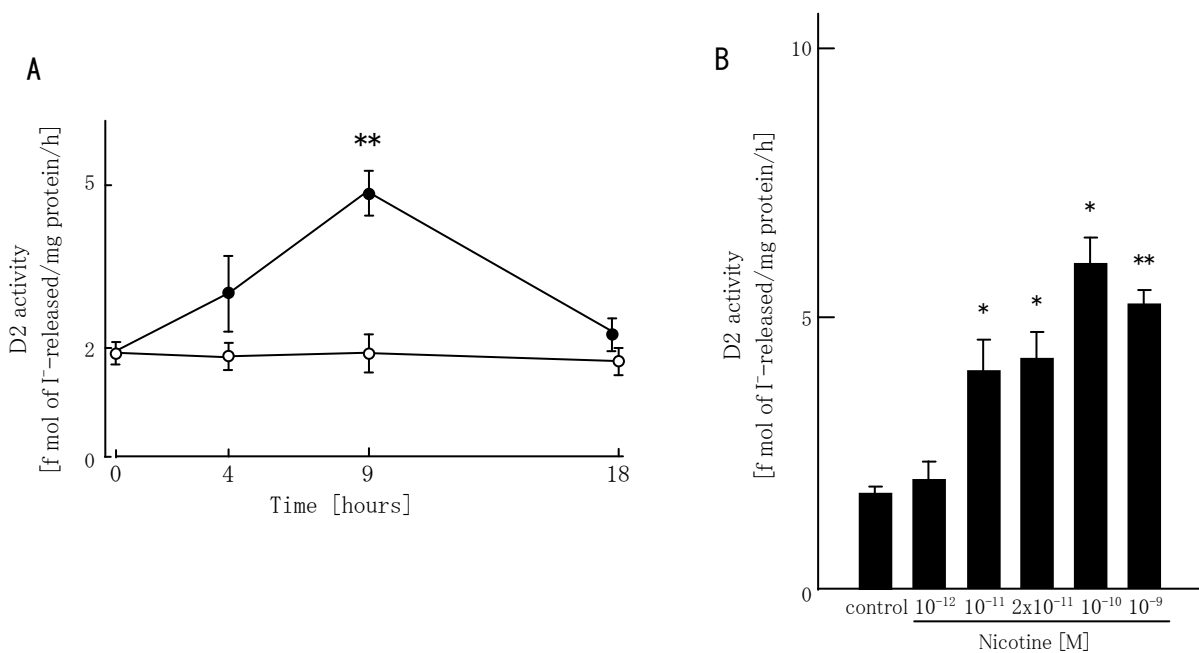 A
**
5
2
0
D2 activity
[f mol of I⁻-released/mg protein/h]
0 4 9 18
Time [hours]
B
10
5
0
D2 activity
[f mol of I⁻-released/mg protein/h]
* * * **
control 10⁻¹² 10⁻¹¹ 2x10⁻¹¹ 10⁻¹⁰ 10⁻⁹
Nicotine [M]